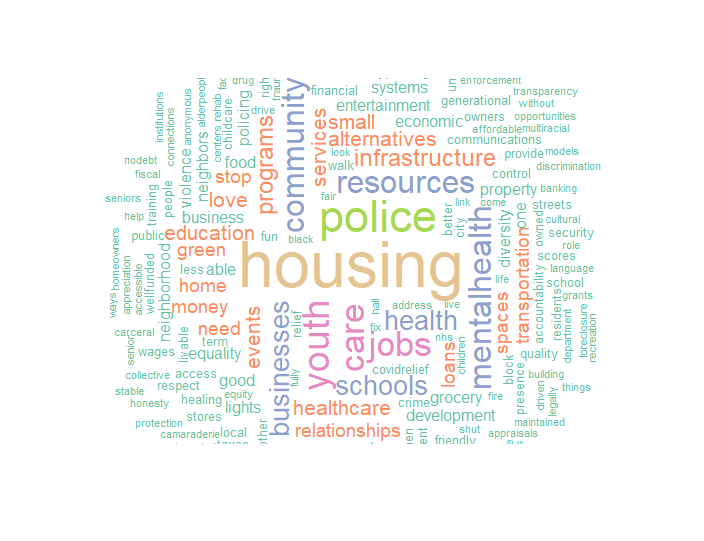 housing
police
community
resources
mentalhealth
youth
care
jobs
health
schools
businesses
infrastructure
alternatives
small
services
programs
love
stop
education
green
home
money
need
events
healthcare
relationships
loans
spaces
transportation
systems
financial
enforcement
transparency
generational
without
entertainment
economic
owners
opportunities
affordable
multiracial
communications
look
walk
provide
models
control
discrimination
property
banking
fair
link
come
streets
better
city
one
owned
cultural
diversity
security
role
scores
language
life
school
grants
accountability
residents
foreclosure
department
recreation
quality
block
presence
building
driven
things
legally
maintained
fire
grocery
crime
development
shut
appraisals
friendly
covidrelief
nhs
children
address
live
hall
fix
relief
fully
drug
drive
policing
childcare
rehab
centers
alderpeopl
anonymous
institutions
connections
nodebt
fiscal
neighbors
violence
food
people
training
seniors
help
business
public
fun
black
less
able
neighborhood
wellfunded
accessible
appreciation
homeowners
ways
carceral
senior
livable
wages
term
equality
collective
access
good
stable
respect
equity
honesty
healing
lights
protection
stores
camaraderie
local
other